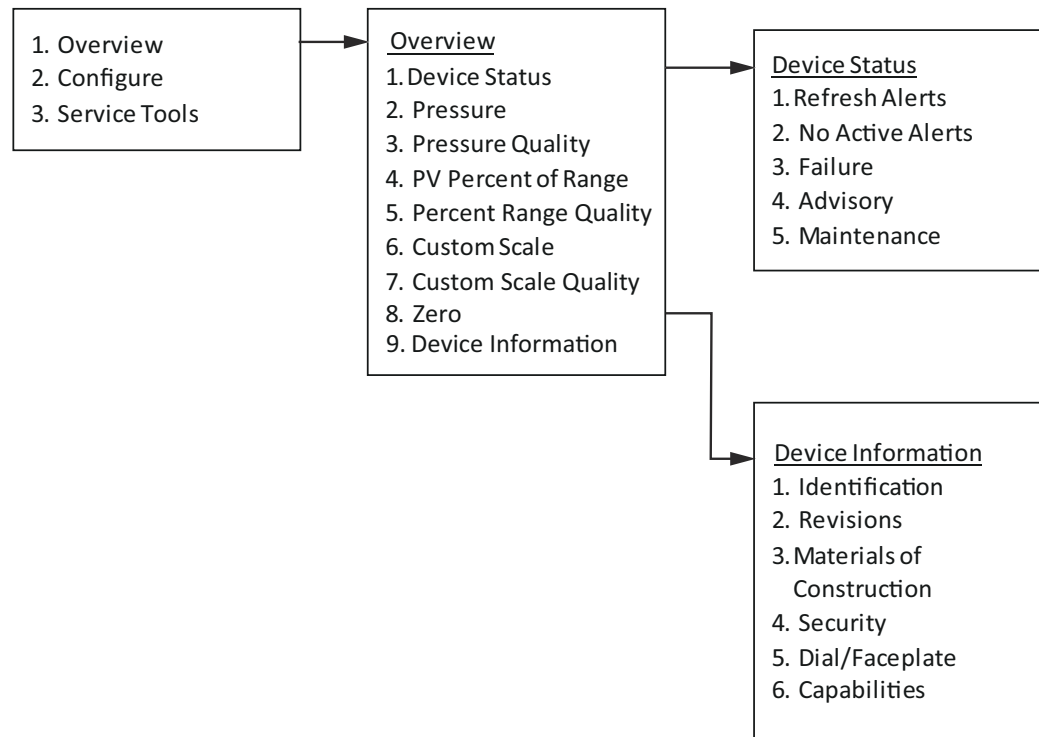 1. Overview
2. Configure
3. Service Tools
Overview
1. Device Status
2. Pressure
3. Pressure Quality
4. PV Percent of Range
5. Percent Range Quality
6. Custom Scale
7. Custom Scale Quality
8. Zero
9. Device Information
Device Status
1. Refresh Alerts
2. No Active Alerts
3. Failure
4. Advisory
5. Maintenance
Device Information
1. Identification
2. Revisions
3. Materials of
Construction
4. Security
5. Dial/Faceplate
6. Capabilities